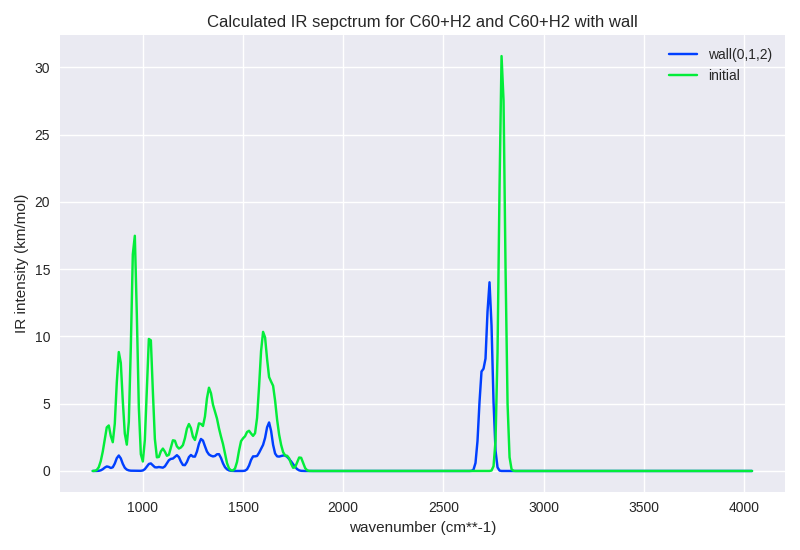 Calculated IR sepctrum for C60+H2 and C60+H2 with wall
wall(0,1,2)
initial
30
25
20
15
10
5
0
IR intensity (km/mol)
1000 1500 2000 2500 3000 3500 4000
wavenumber (cm**-1)